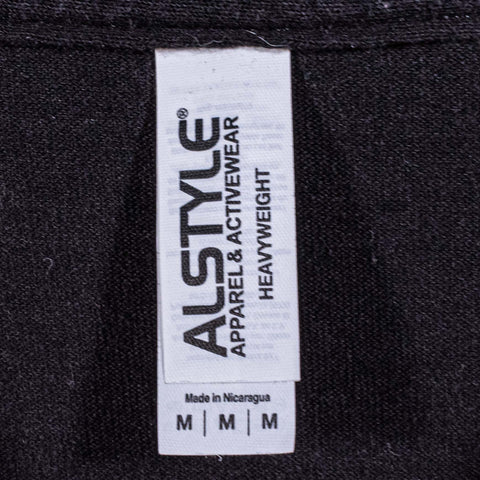 ALSTYLE®
APPAREL & ACTIVEWEAR
HEAVYWEIGHT
Made in Nicaragua
M | M | M